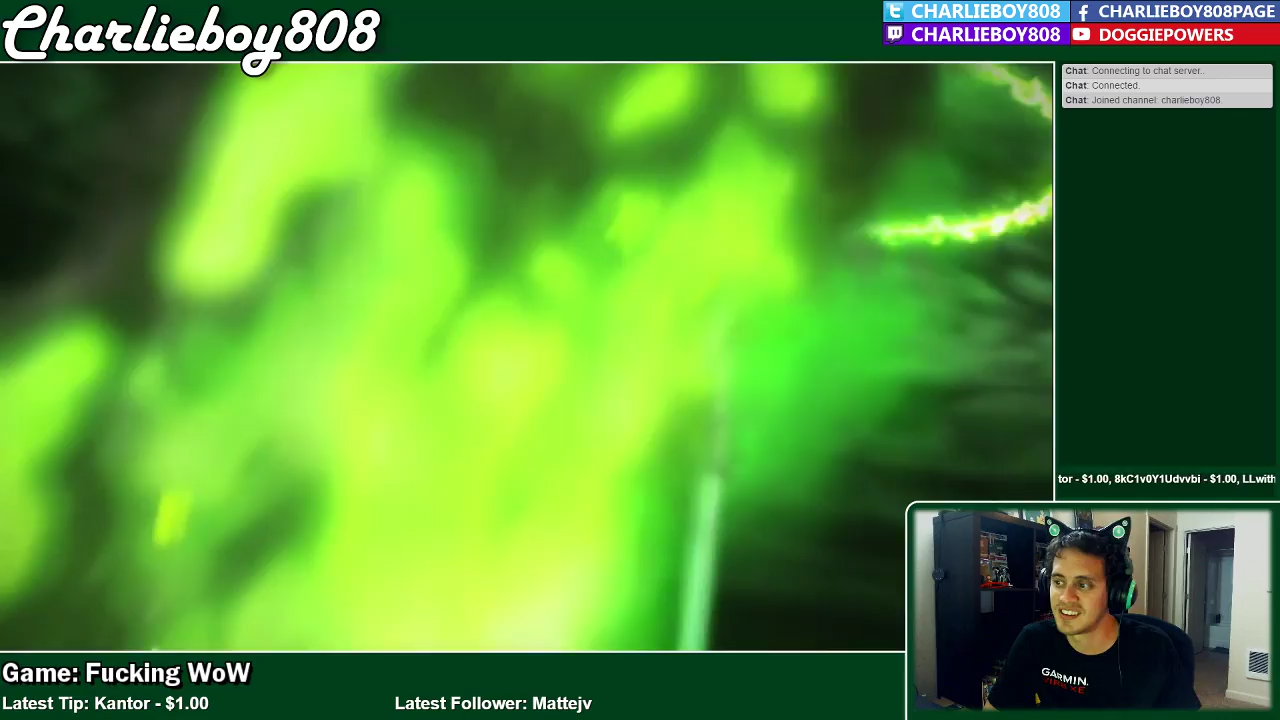 Charlieboy808
CHARLIEBOY808
CHARLIEBOY808PAGE
CHARLIEBOY808
DOGGIEPOWERS
Chat: Connecting to chat server..
Chat: Connected.
Chat: Joined channel: charlieboy808.
tor - $1.00, 8kC1v0Y1Udvvbi - $1.00, LLwith
GARMIN.
Game: Fucking WoW
Latest Tip: Kantor - $1.00
Latest Follower: Mattejv